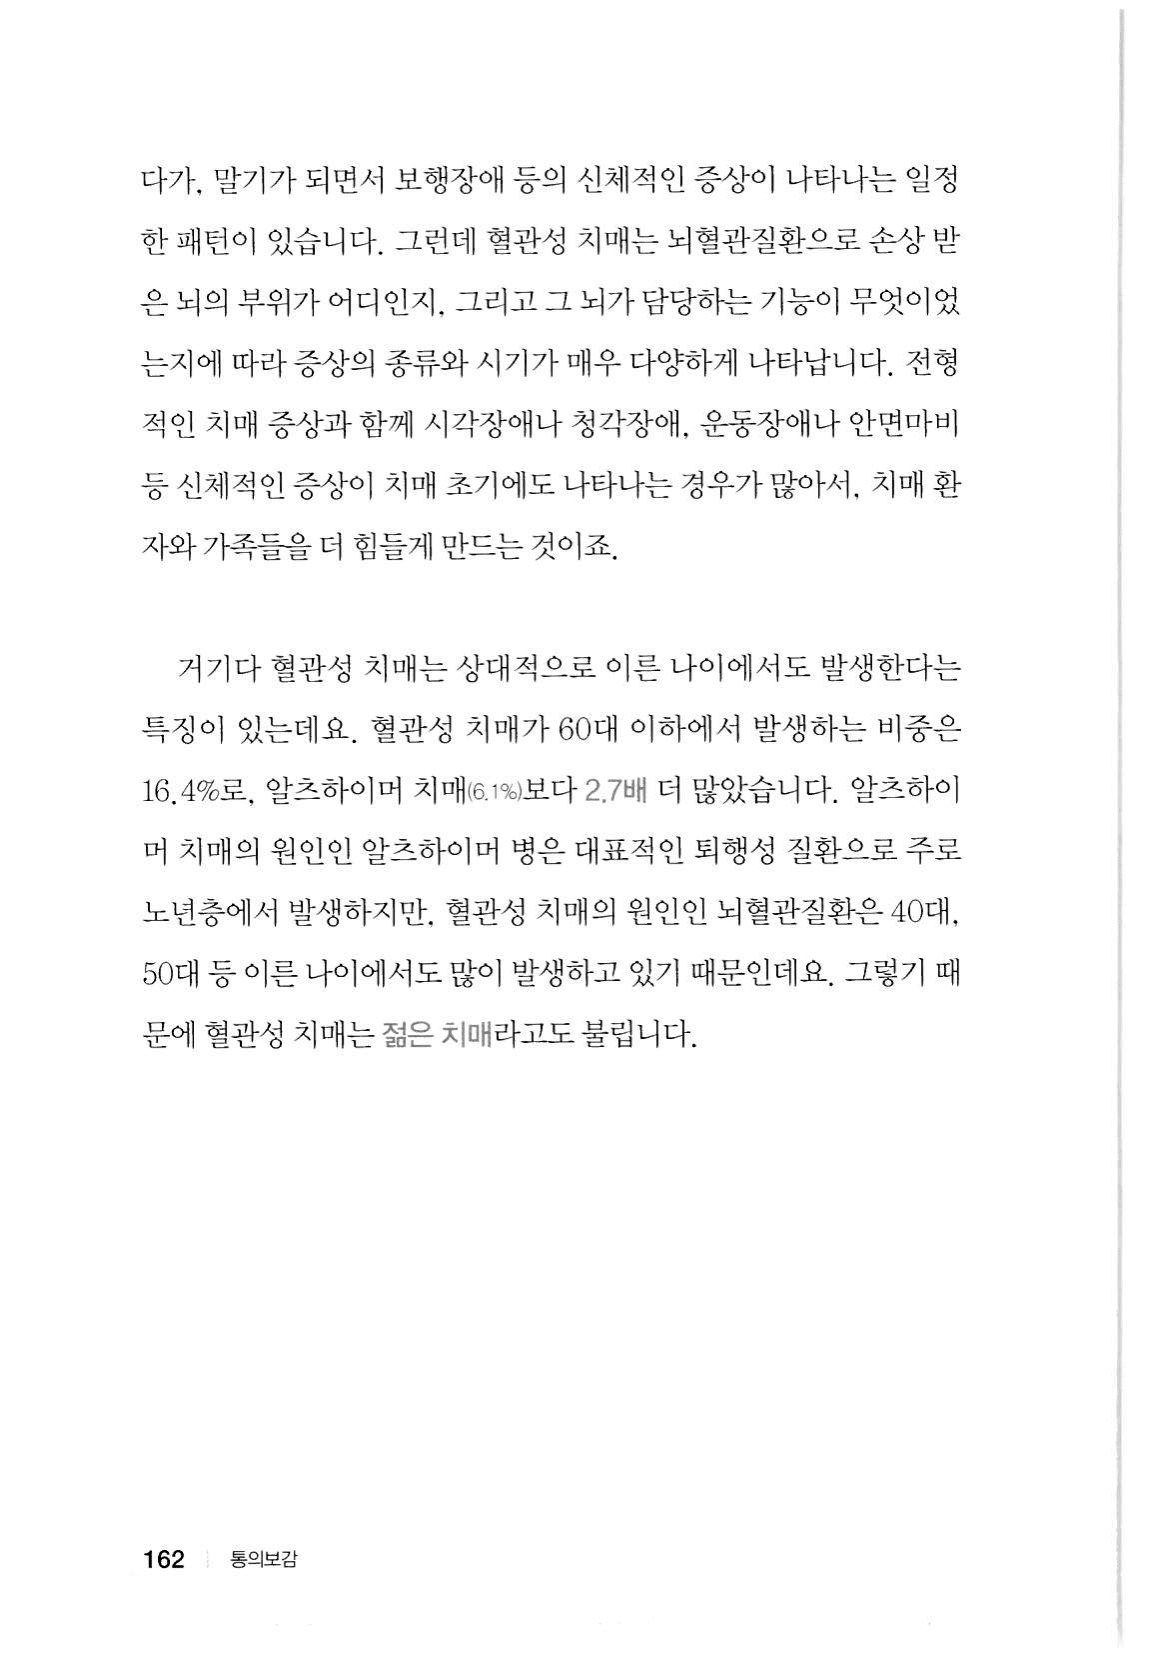 다가, 말기가 되면서 보행장애 등의 신체적인 증상이 나타나는 일정
한 패턴이 있습니다. 그런데 혈관성 치매는 뇌혈관질환으로 손상 받
은 뇌의 부위가 어디인지, 그리고 그 뇌가 담당하는 기능이 무엇이었
는지에 따라 증상의 종류와 시기가 매우 다양하게 나타납니다. 전형
적인 치매 증상과 함께 시각장애나 청각장애, 운동장애나 안면마비
등 신체적인 증상이 치매 초기에도 나타나는 경우가 많아서, 치매 환
자와 가족들을 더 힘들게 만드는 것이죠.
거기다 혈관성 치매는 상대적으로 이른 나이에서도 발생한다는
특징이 있는데요. 혈관성 치매가 60대 이하에서 발생하는 비중은
16.4%로, 알츠하이머 치매(6.1%)보다 2.7배 더 많았습니다. 알츠하이
머 치매의 원인인 알츠하이머 병은 대표적인 퇴행성 질환으로 주로
노년층에서 발생하지만, 혈관성 치매의 원인인 뇌혈관질환은 40대,
50대 등 이른 나이에서도 많이 발생하고 있기 때문인데요. 그렇기 때
문에 혈관성 치매는 젊은 치매라고도 불립니다.
162 통의보감